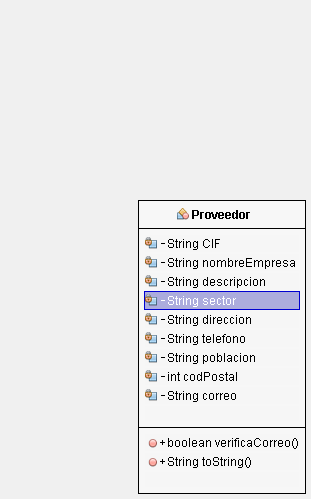 Proveedor
- String CIF
- String nombreEmpresa
- String descripcion
- String sector
- String direccion
- String telefono
- String poblacion
- int codPostal
- String correo
+ boolean verificaCorreo()
+ String toString()